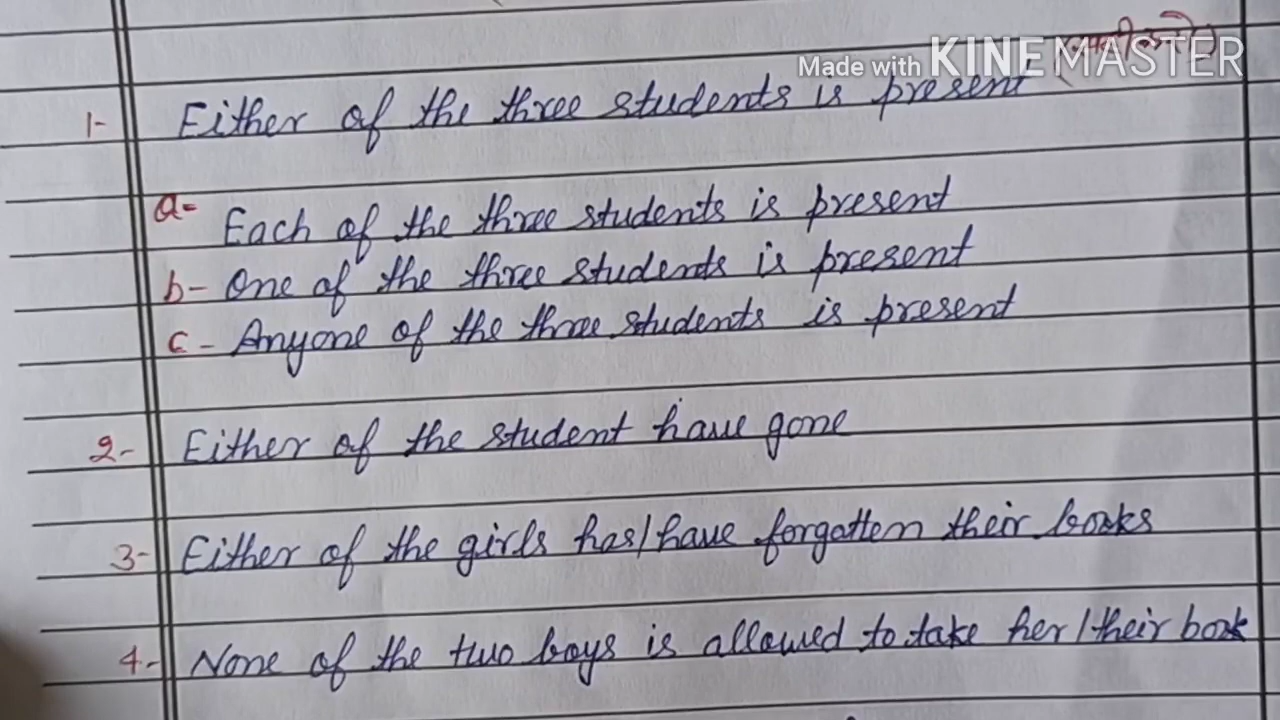 Made with KINEMASTER
1- Either of the three students is present
a- Each of the three students is present
b- One of the three students is present
c- Anyone of the three students is present
2- Either of the student have gone
3- Either of the girls has/have forgotten their books
4- None of the two boys is allowed to take her/their book